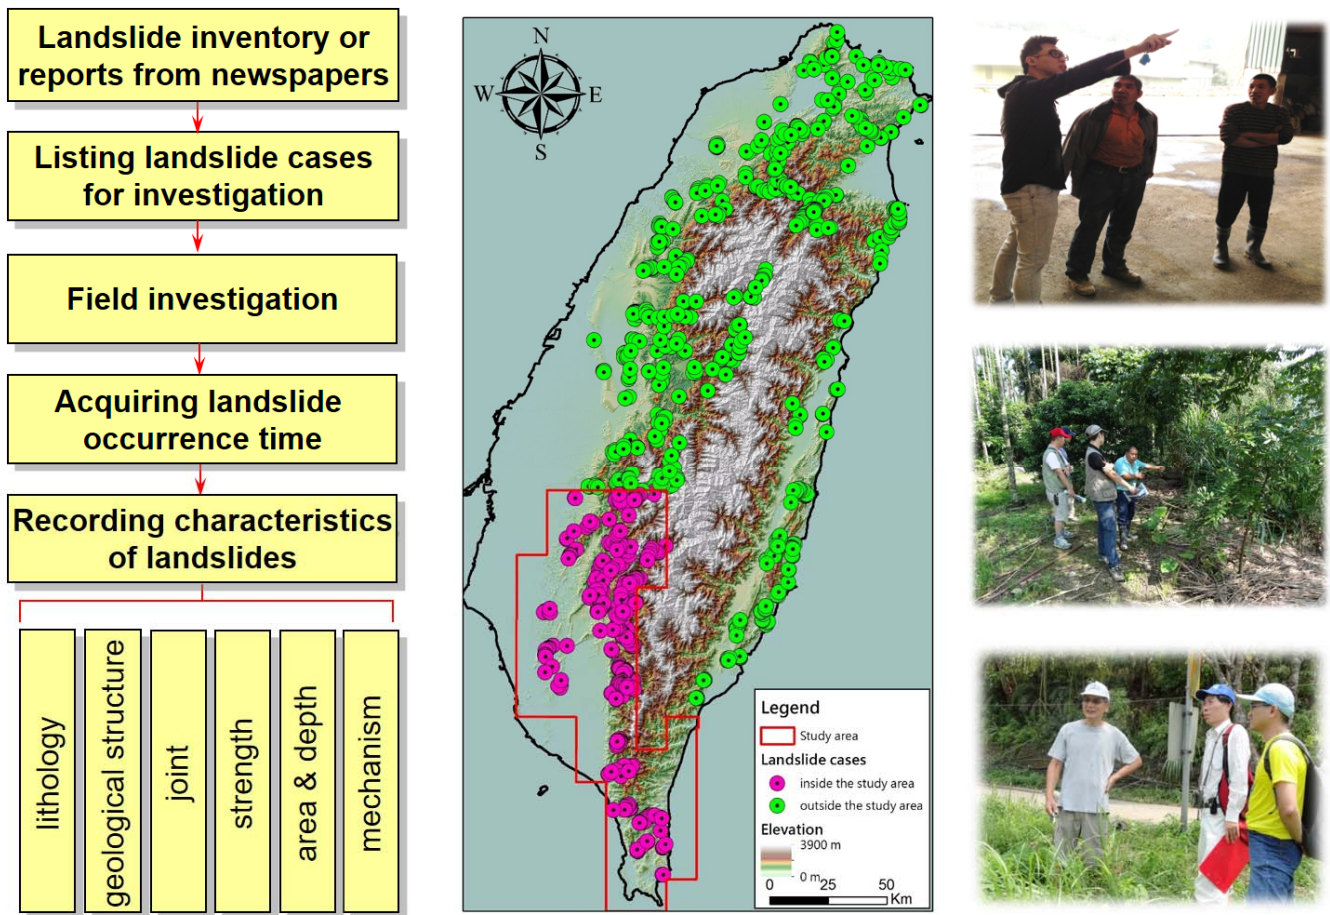 Landslide inventory or
reports from newspapers
Listing landslide cases
for investigation
Field investigation
Acquiring landslide
occurrence time
Recording characteristics
of landslides
lithology
geological structure
joint
strength
area & depth
mechanism
N
W
E
S
Legend
Study area
Landslide cases
inside the study area
outside the study area
Elevation
3900 m
0 m
0 25 50
Km